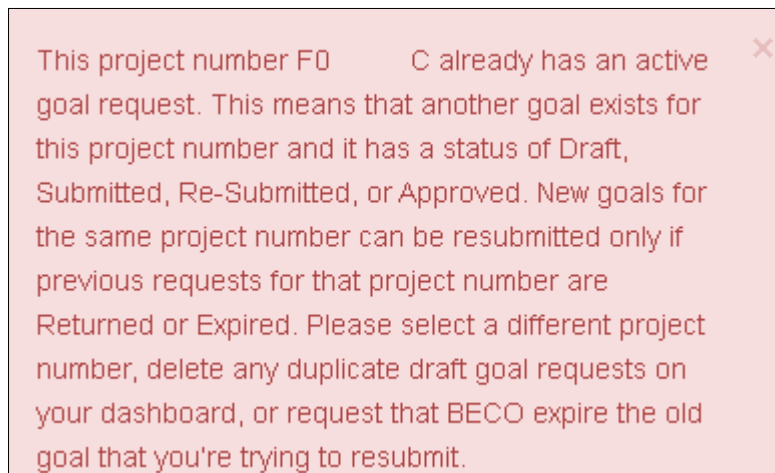 This project number F0 C already has an active
goal request. This means that another goal exists for
this project number and it has a status of Draft,
Submitted, Re-Submitted, or Approved. New goals for
the same project number can be resubmitted only if
previous requests for that project number are
Returned or Expired. Please select a different project
number, delete any duplicate draft goal requests on
your dashboard, or request that BECO expire the old
goal that you're trying to resubmit.